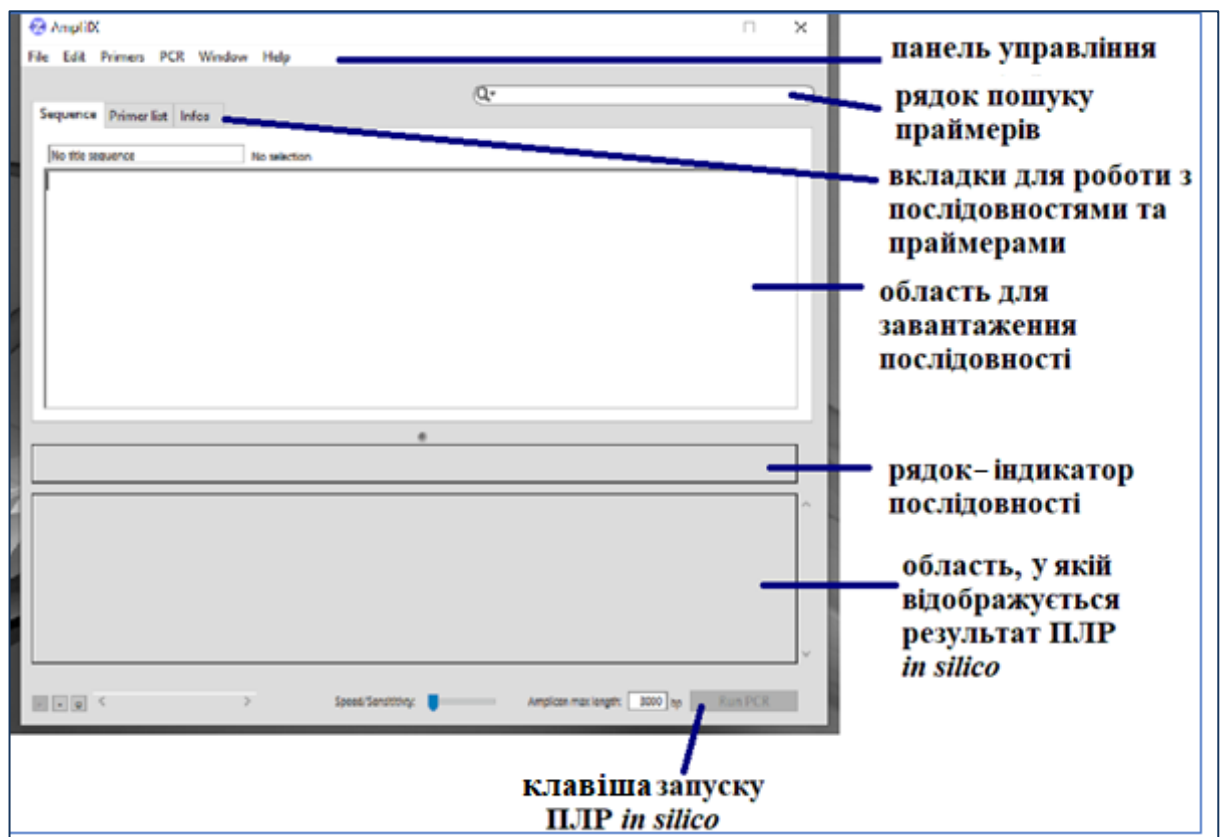 AmplifX
File Edit Primers PCR Window Help
панель управління
рядок пошуку
праймерів
Sequence Primer list Infos
No title sequence No selection
вкладки для роботи з
послідовностями та
праймерами
область для
завантаження
послідовності
рядок– індикатор
послідовності
область, у якій
відображується
результат ПЛР
in silico
Speed/Sensitivity: Amplicon max length: 3000 bp Run PCR
клавіша запуску
ПЛР in silico